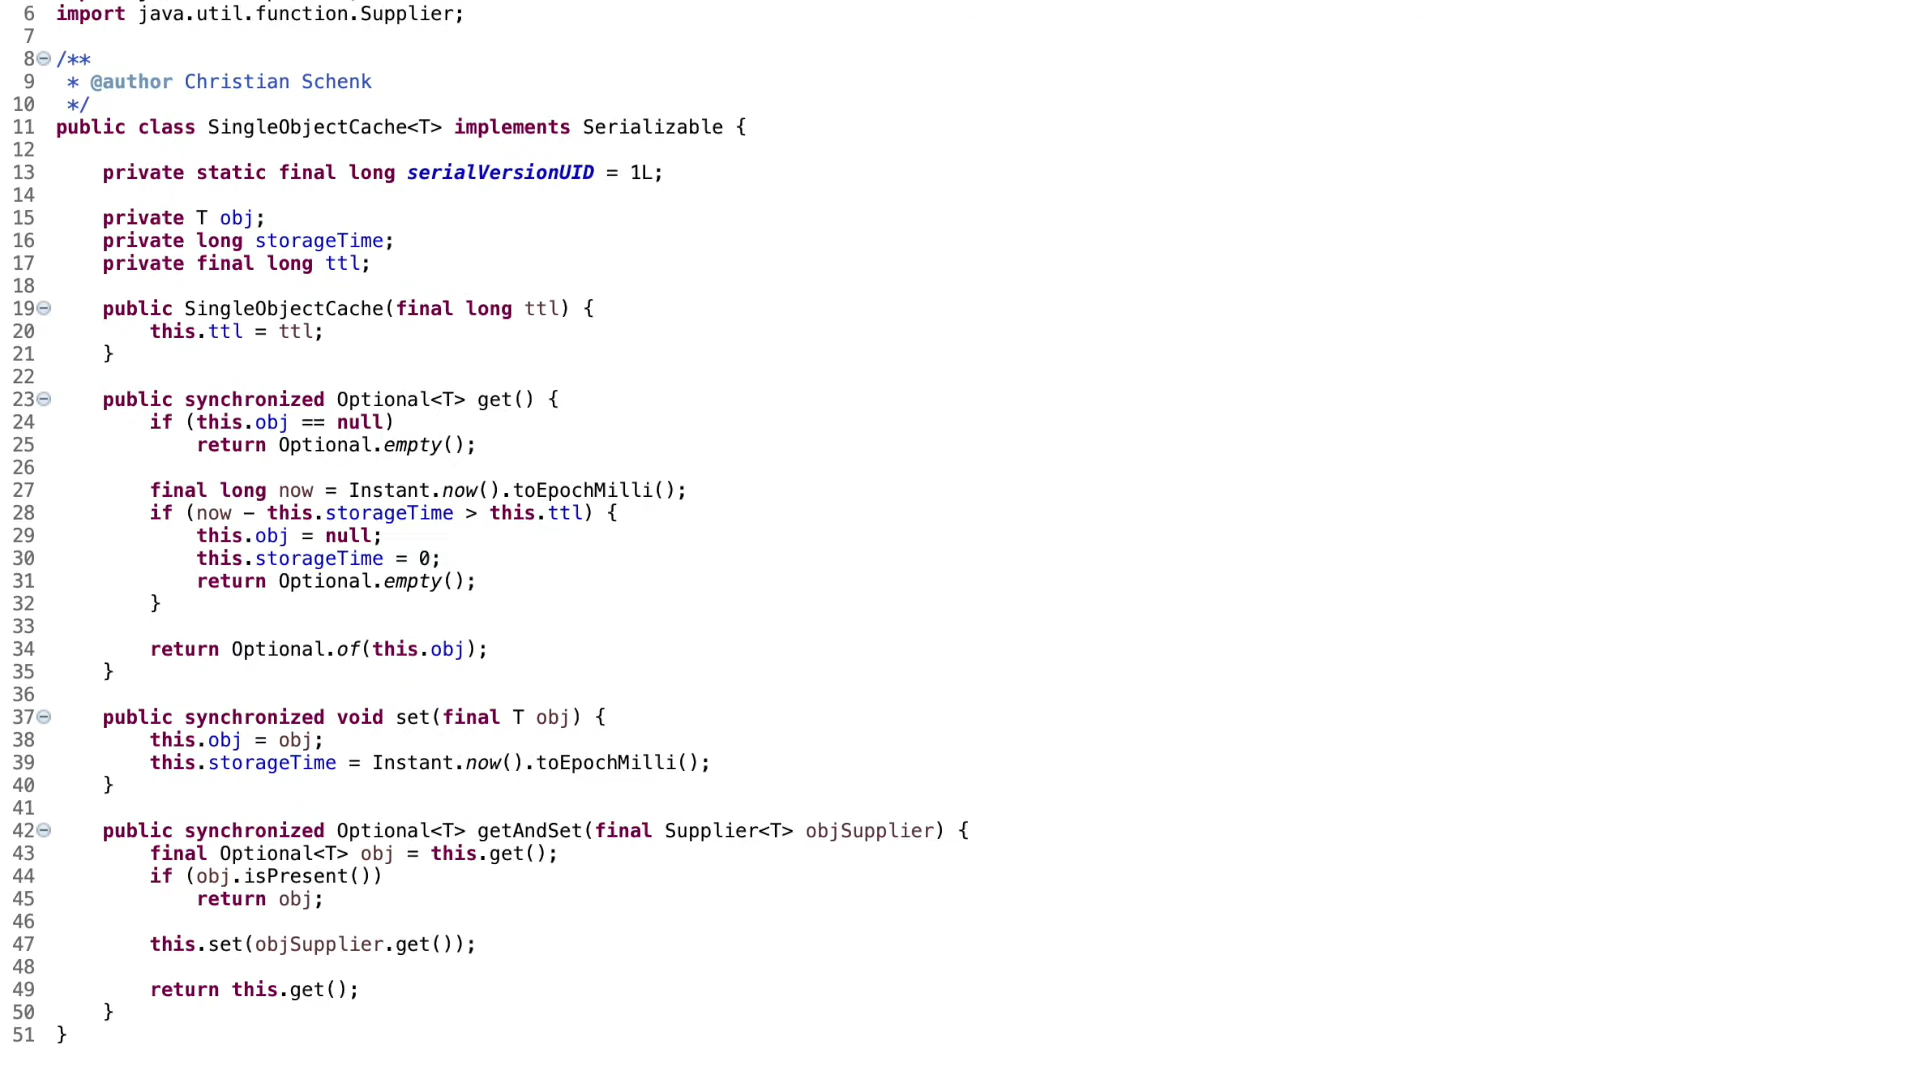 6 import java.util.function.Supplier;
7
8 /**
9 * @author Christian Schenk
10 */
11 public class SingleObjectCache<T> implements Serializable {
12
13 private static final long serialVersionUID = 1L;
14
15 private T obj;
16 private long storageTime;
17 private final long ttl;
18
19 public SingleObjectCache(final long ttl) {
20 this.ttl = ttl;
21 }
22
23 public synchronized Optional<T> get() {
24 if (this.obj == null)
25 return Optional.empty();
26
27 final long now = Instant.now().toEpochMilli();
28 if (now - this.storageTime > this.ttl) {
29 this.obj = null;
30 this.storageTime = 0;
31 return Optional.empty();
32 }
33
34 return Optional.of(this.obj);
35 }
36
37 public synchronized void set(final T obj) {
38 this.obj = obj;
39 this.storageTime = Instant.now().toEpochMilli();
40 }
41
42 public synchronized Optional<T> getAndSet(final Supplier<T> objSupplier) {
43 final Optional<T> obj = this.get();
44 if (obj.isPresent())
45 return obj;
46
47 this.set(objSupplier.get());
48
49 return this.get();
50 }
51 }